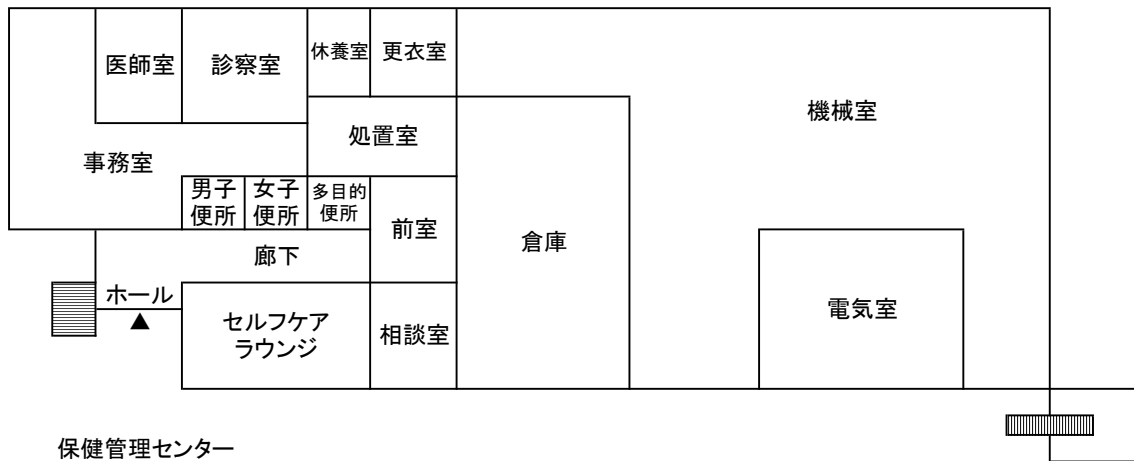 医師室
診察室
休養室
更衣室
機械室
処置室
事務室
男子
便所
女子
便所
多目的
便所
前室
倉庫
廊下
ホール
▲
セルフケア
ラウンジ
相談室
電気室
保健管理センター